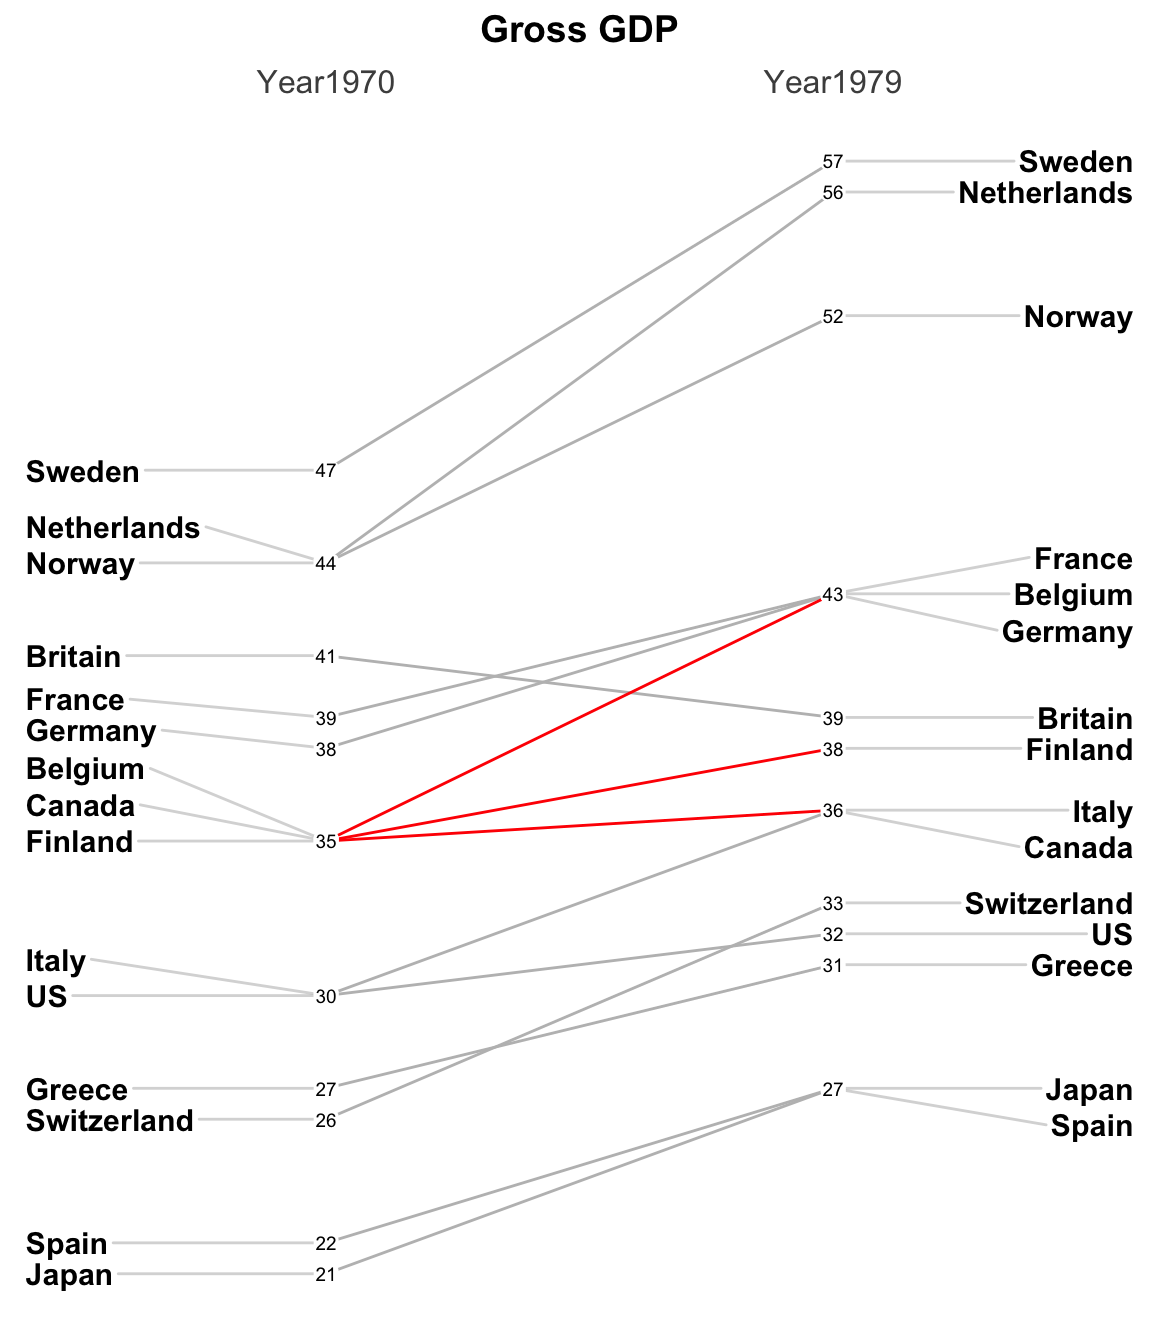 Gross GDP
Year1970 Year1979
57 Sweden
56 Netherlands
52 Norway
Sweden 47
Netherlands
Norway 44
France
43 Belgium
Germany
Britain 41
France 39
Germany 38
39 Britain
38 Finland
Belgium
Canada
Finland 35
36 Italy
Canada
33 Switzerland
32 US
31 Greece
Italy
US 30
Greece 27
Switzerland 26
27 Japan
Spain
Spain 22
Japan 21